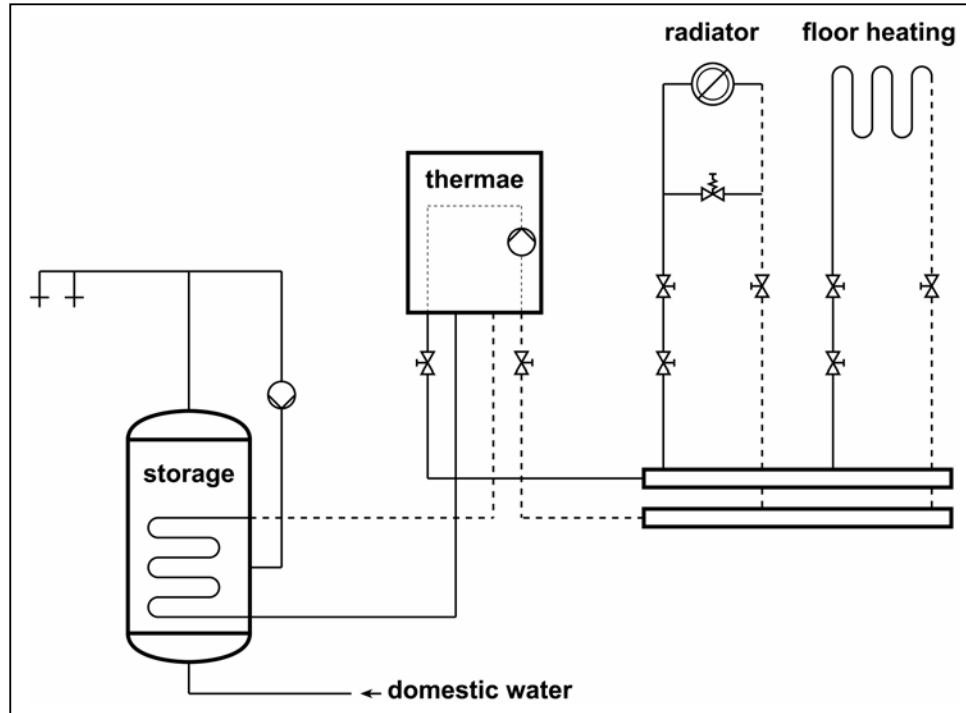 radiator
floor heating
thermae
storage
domestic water